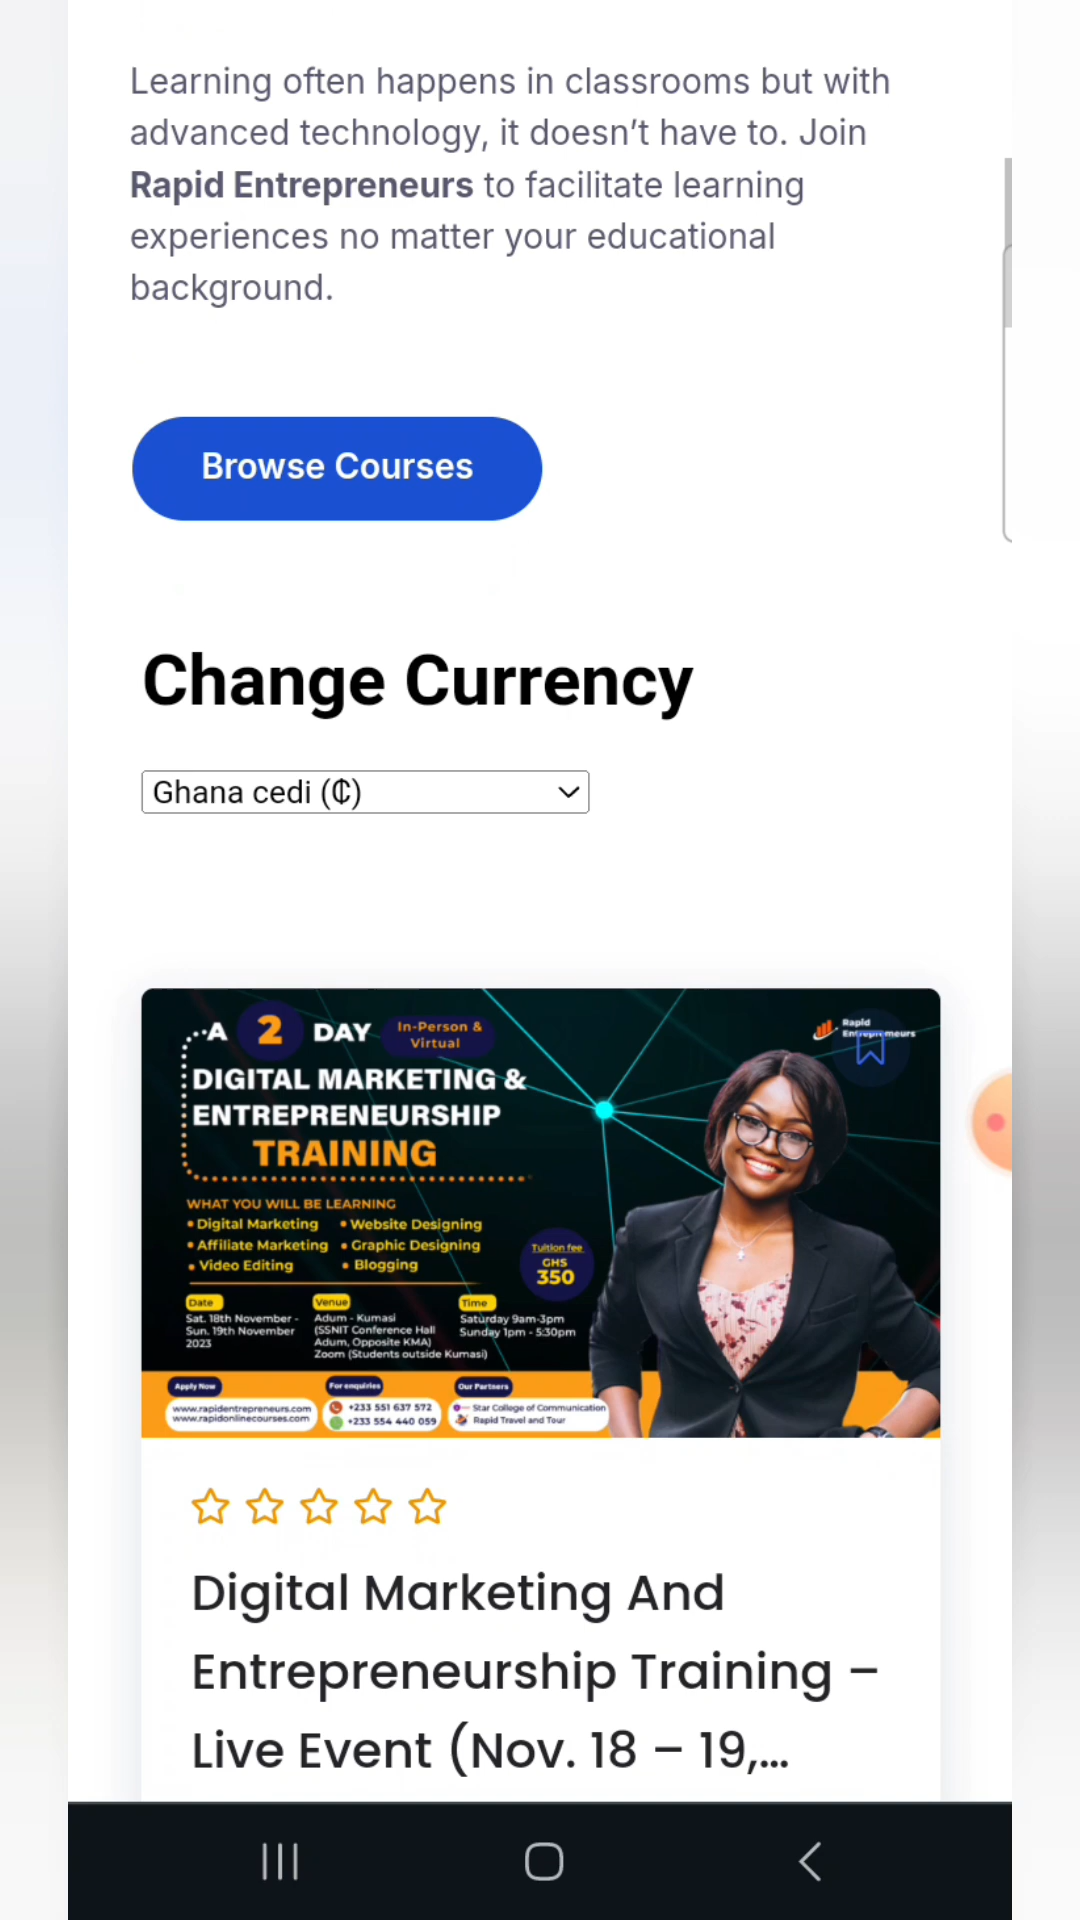 Learning often happens in classrooms but with
advanced technology, it doesn’t have to. Join
Rapid Entrepreneurs to facilitate learning
experiences no matter your educational
background.
Browse Courses
Change Currency
Ghana cedi (₵)
A 2 DAY In-Person &
Virtual
Rapid
Entrepreneurs
DIGITAL MARKETING &
ENTREPRENEURSHIP
TRAINING
WHAT YOU WILL BE LEARNING
• Digital Marketing • Website Designing
• Affiliate Marketing • Graphic Designing
• Video Editing • Blogging
Tuition fee
GHS
350
Date
Sat. 18th November -
Sun. 19th November
2023
Venue
Adum - Kumasi
(SSNIT Conference Hall
Adum, Opposite KMA)
Zoom (Students outside Kumasi)
Time
Saturday 9am-3pm
Sunday 1pm - 5:30pm
Apply Now
www.rapidentrepreneurs.com
www.rapidonlinecourses.com
For enquiries
+233 551 637 572
+233 554 440 059
Our Partners
Star College of Communication
Rapid Travel and Tour
Digital Marketing And
Entrepreneurship Training –
Live Event (Nov. 18 – 19,...